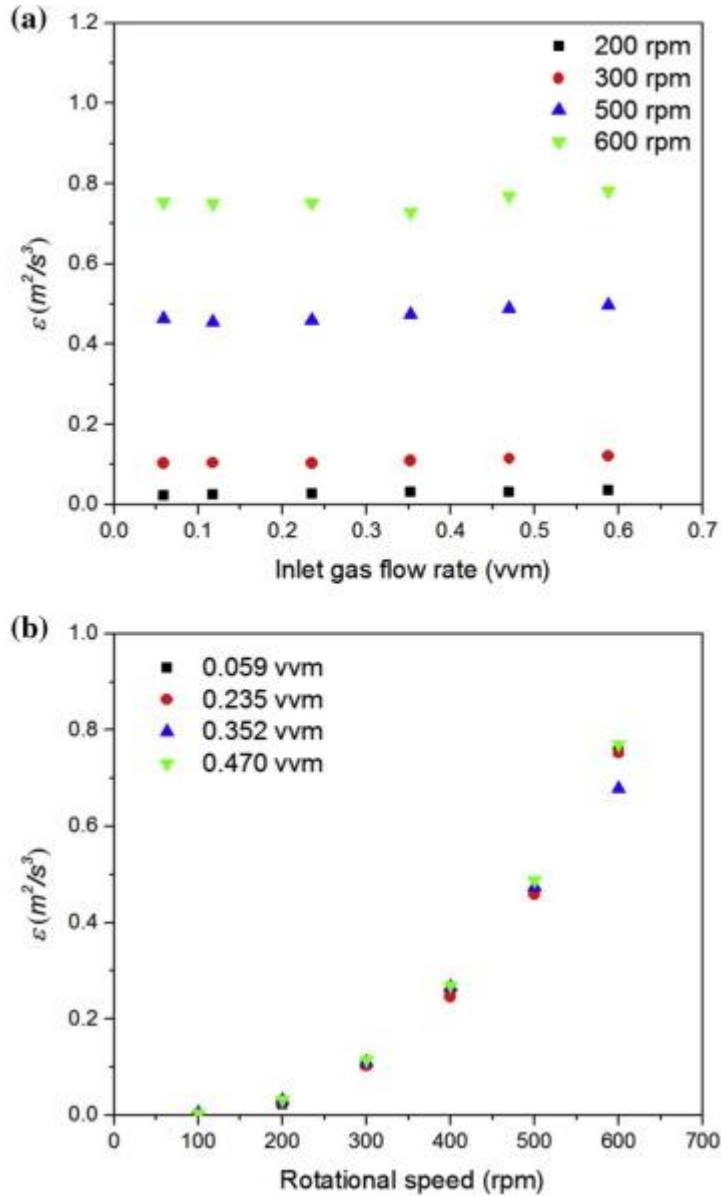 (a)
1.2
1.0
0.8
0.6
0.4
0.2
0.0
ε (m²/s³)
200 rpm
300 rpm
500 rpm
600 rpm
0.0 0.1 0.2 0.3 0.4 0.5 0.6 0.7
Inlet gas flow rate (vvm)
(b)
1.0
0.8
0.6
0.4
0.2
0.0
ε (m²/s³)
0.059 vvm
0.235 vvm
0.352 vvm
0.470 vvm
0 100 200 300 400 500 600 700
Rotational speed (rpm)